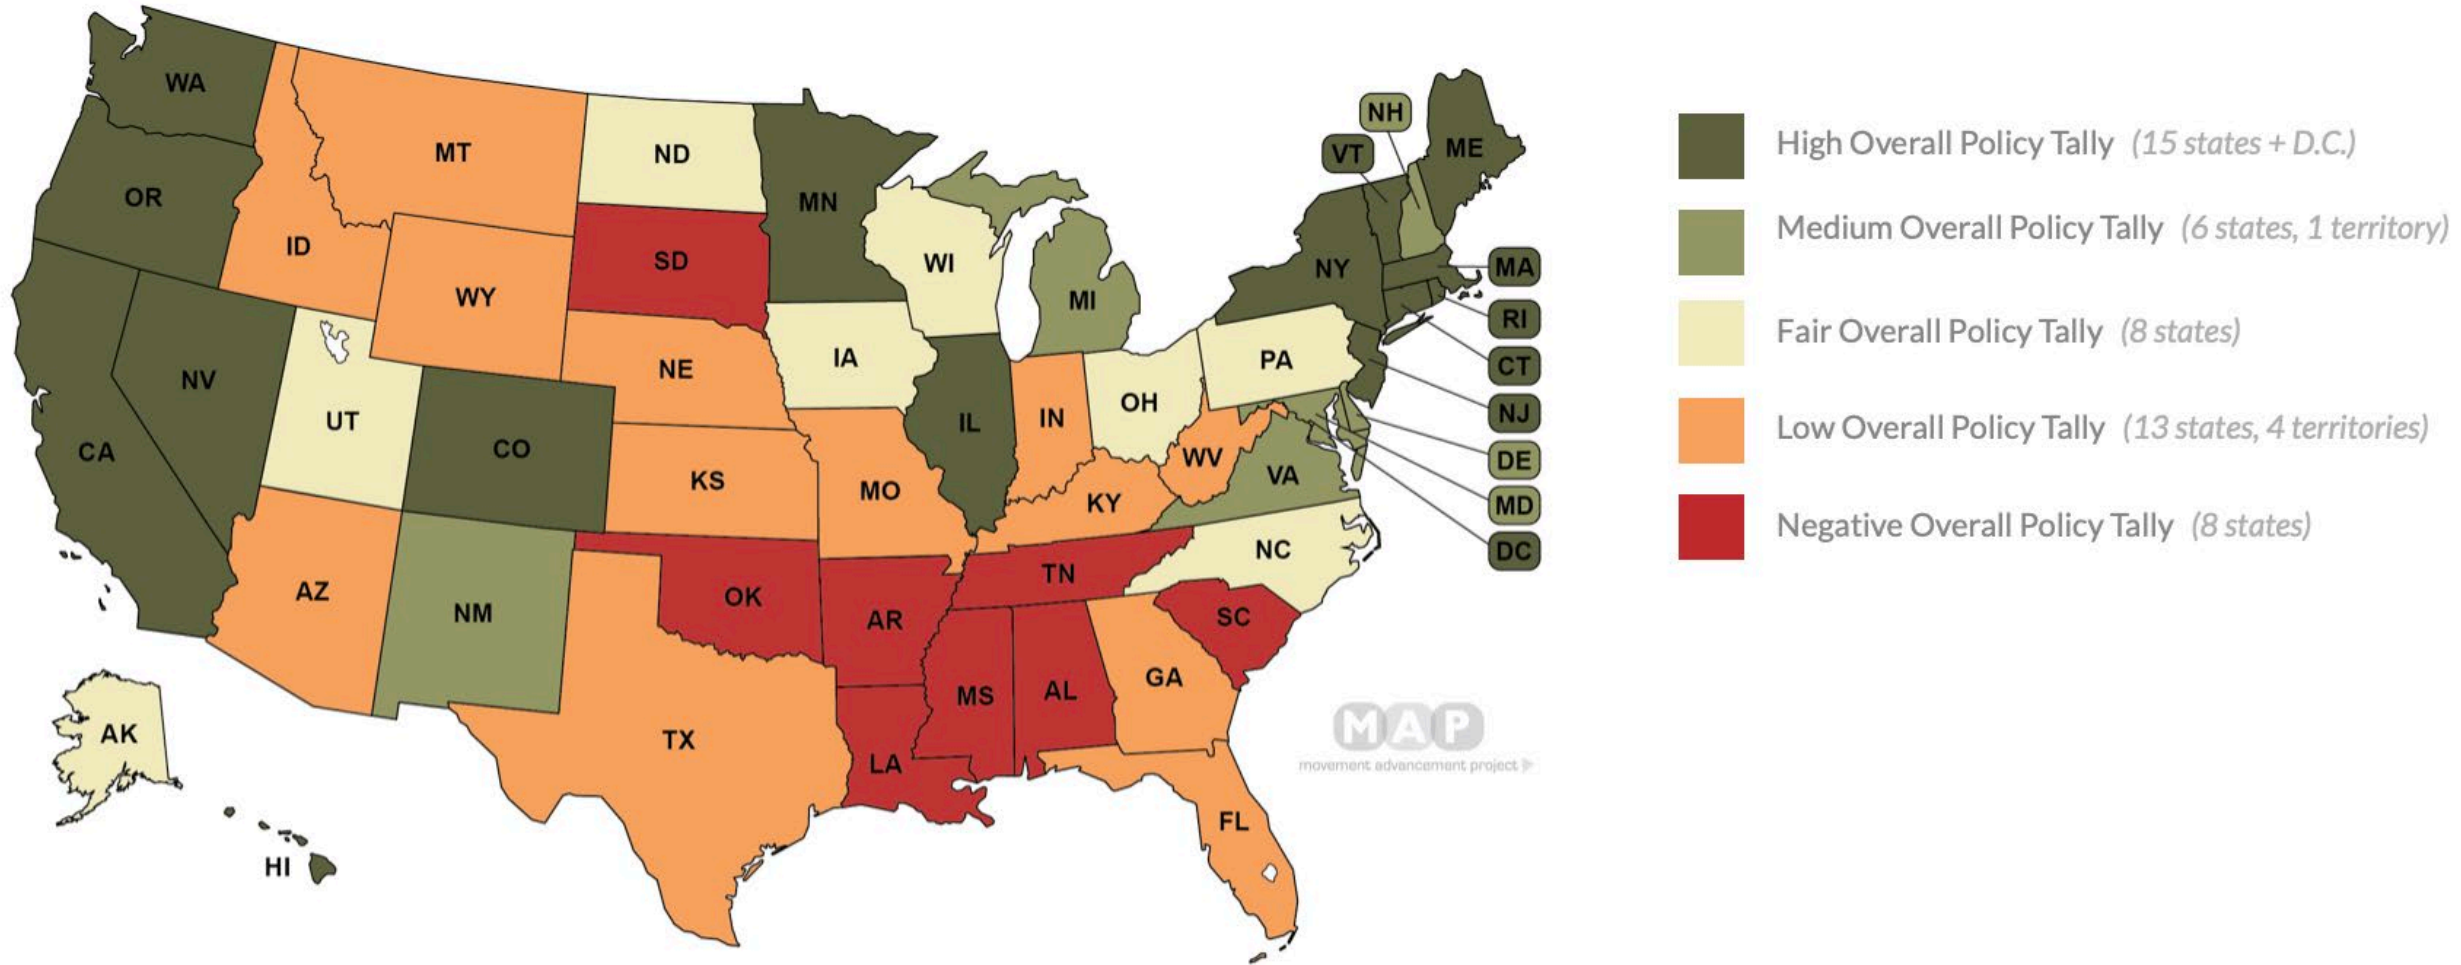 WA
OR
CA
NV
ID
MT
WY
UT
CO
AZ
NM
ND
SD
NE
KS
OK
TX
MN
IA
MO
AR
LA
WI
IL
MI
IN
OH
KY
TN
MS
AL
GA
FL
SC
NC
VA
WV
PA
NY
VT
NH
ME
MA
RI
CT
NJ
DE
MD
DC
AK
HI
MAP
movement advancement project
High Overall Policy Tally (15 states + D.C.)
Medium Overall Policy Tally (6 states, 1 territory)
Fair Overall Policy Tally (8 states)
Low Overall Policy Tally (13 states, 4 territories)
Negative Overall Policy Tally (8 states)